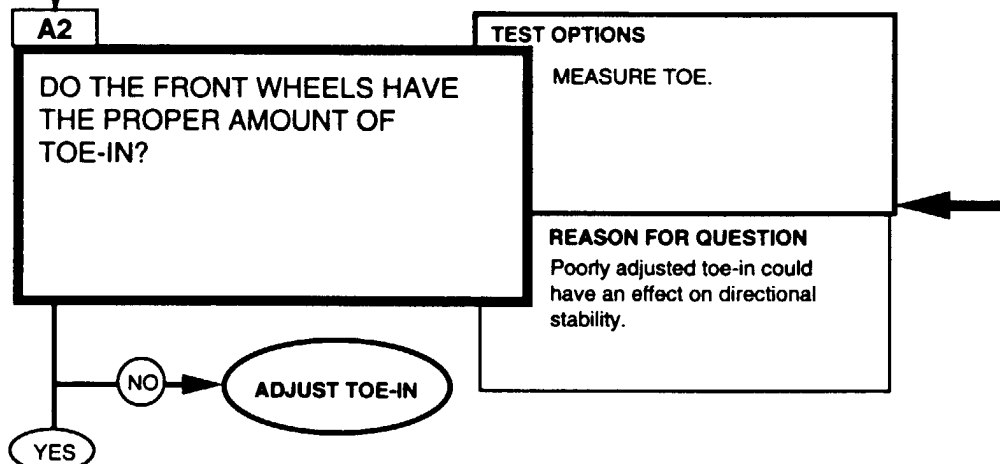 A2
DO THE FRONT WHEELS HAVE
THE PROPER AMOUNT OF
TOE-IN?
TEST OPTIONS
MEASURE TOE.
REASON FOR QUESTION
Poorly adjusted toe-in could
have an effect on directional
stability.
NO
ADJUST TOE-IN
YES